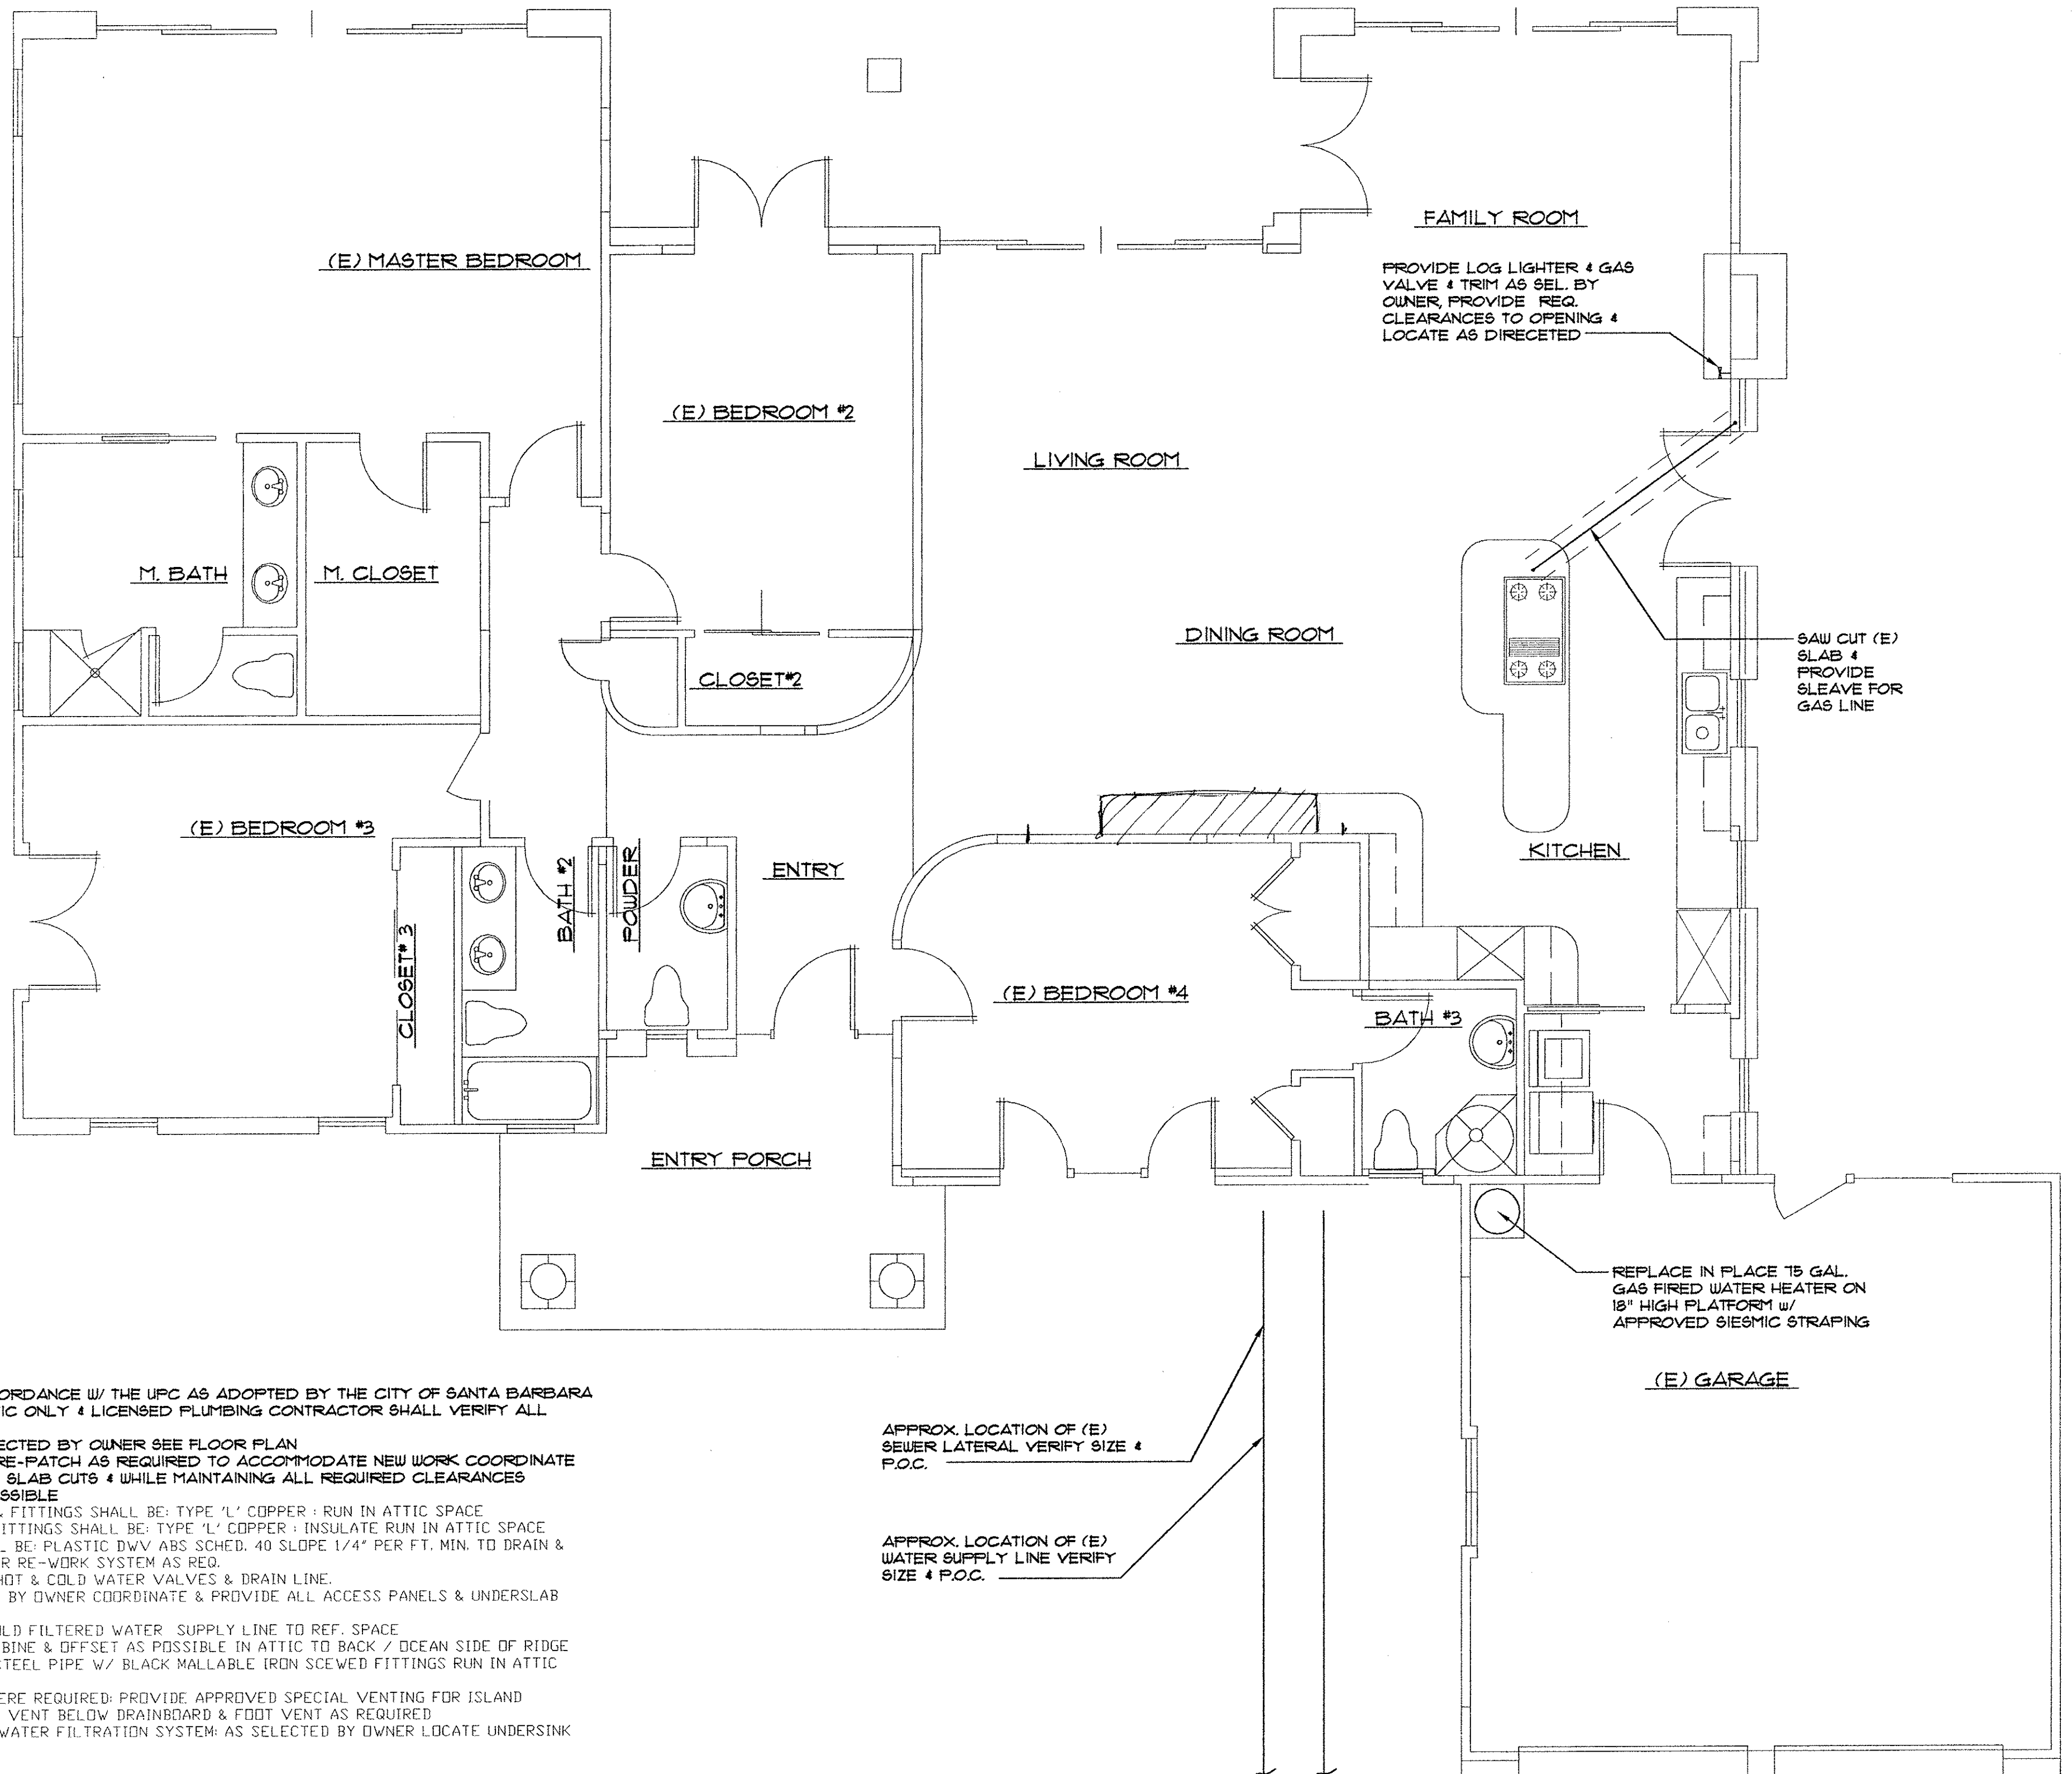 FAMILY ROOM
(E) MASTER BEDROOM
PROVIDE LOG LIGHTER & GAS
VALVE & TRIM AS SEL. BY
OWNER, PROVIDE REQ.
CLEARANCES TO OPENING &
LOCATE AS DIRECETED
(E) BEDROOM #2
LIVING ROOM
M. BATH
M. CLOSET
DINING ROOM
SAW CUT (E)
SLAB &
PROVIDE
SLEAVE FOR
GAS LINE
CLOSET#2
(E) BEDROOM #3
BATH #2
POWDER
ENTRY
KITCHEN
CLOSET# 3
(E) BEDROOM #4
BATH #3
ENTRY PORCH
REPLACE IN PLACE 75 GAL.
GAS FIRED WATER HEATER ON
18" HIGH PLATFORM w/
APPROVED SIESMIC STRAPING
(E) GARAGE
ORDANCE W/ THE UPC AS ADOPTED BY THE CITY OF SANTA BARBARA
IC ONLY & LICENSED PLUMBING CONTRACTOR SHALL VERIFY ALL
ECTED BY OWNER SEE FLOOR PLAN
RE-PATCH AS REQUIRED TO ACCOMMODATE NEW WORK COORDINATE
SLAB CUTS & WHILE MAINTAINING ALL REQUIRED CLEARANCES
SSIBLE
& FITTINGS SHALL BE: TYPE 'L' COPPER : RUN IN ATTIC SPACE
ITTINGS SHALL BE: TYPE 'L' COPPER : INSULATE RUN IN ATTIC SPACE
L BE: PLASTIC DWV ABS SCHED. 40 SLOPE 1/4" PER FT. MIN. TO DRAIN &
R RE-WORK SYSTEM AS REQ.
HOT & COLD WATER VALVES & DRAIN LINE.
BY OWNER COORDINATE & PROVIDE ALL ACCESS PANELS & UNDERSLAB
LD FILTERED WATER SUPPLY LINE TO REF. SPACE
BINE & OFFSET AS POSSIBLE IN ATTIC TO BACK / OCEAN SIDE OF RIDGE
TEEL PIPE W/ BLACK MALLABLE IRON SCEWED FITTINGS RUN IN ATTIC
ERE REQUIRED: PROVIDE APPROVED SPECIAL VENTING FOR ISLAND
VENT BELOW DRAINBOARD & FOOT VENT AS REQUIRED
WATER FILTRATION SYSTEM: AS SELECTED BY OWNER LOCATE UNDERSINK
APPROX. LOCATION OF (E)
SEWER LATERAL VERIFY SIZE &
P.O.C.
APPROX. LOCATION OF (E)
WATER SUPPLY LINE VERIFY
SIZE & P.O.C.